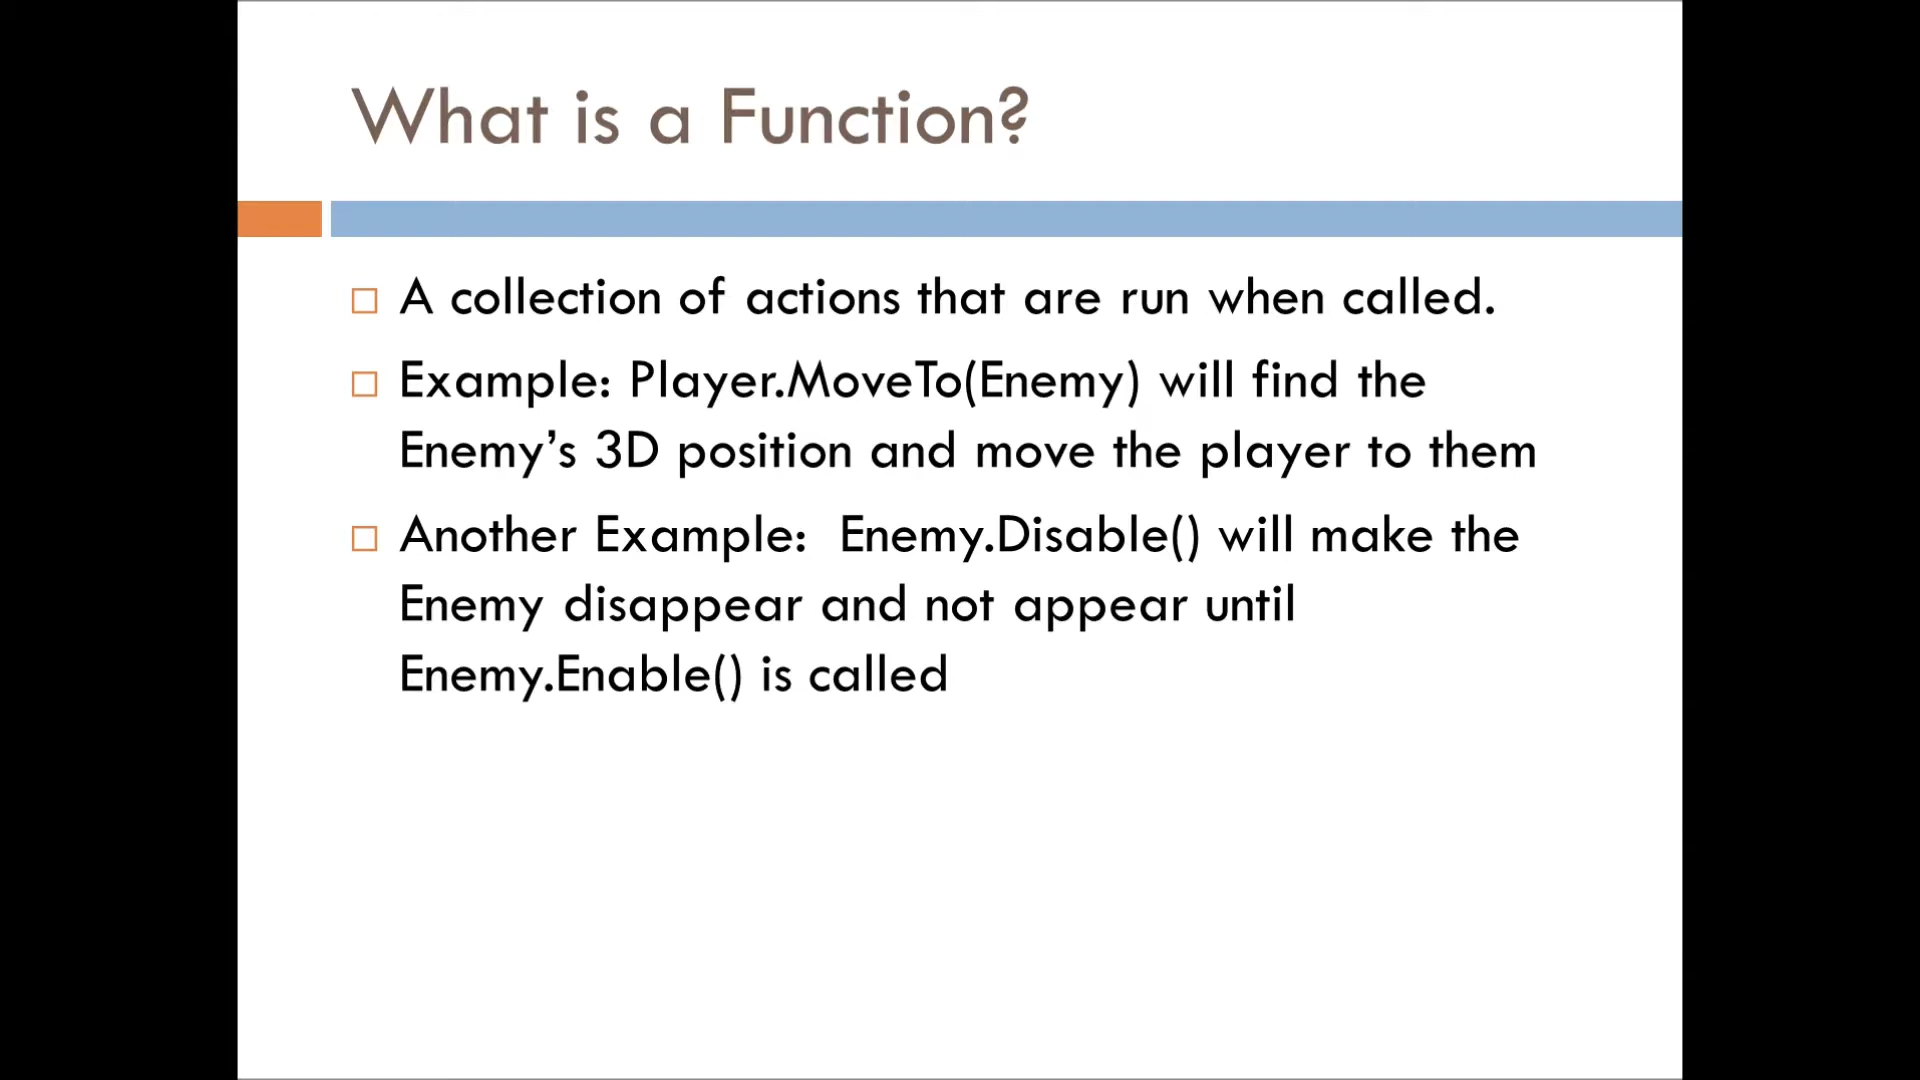 What is a Function?
A collection of actions that are run when called.
Example: Player.MoveTo(Enemy) will find the
Enemy’s 3D position and move the player to them
Another Example:  Enemy.Disable() will make the
Enemy disappear and not appear until
Enemy.Enable() is called